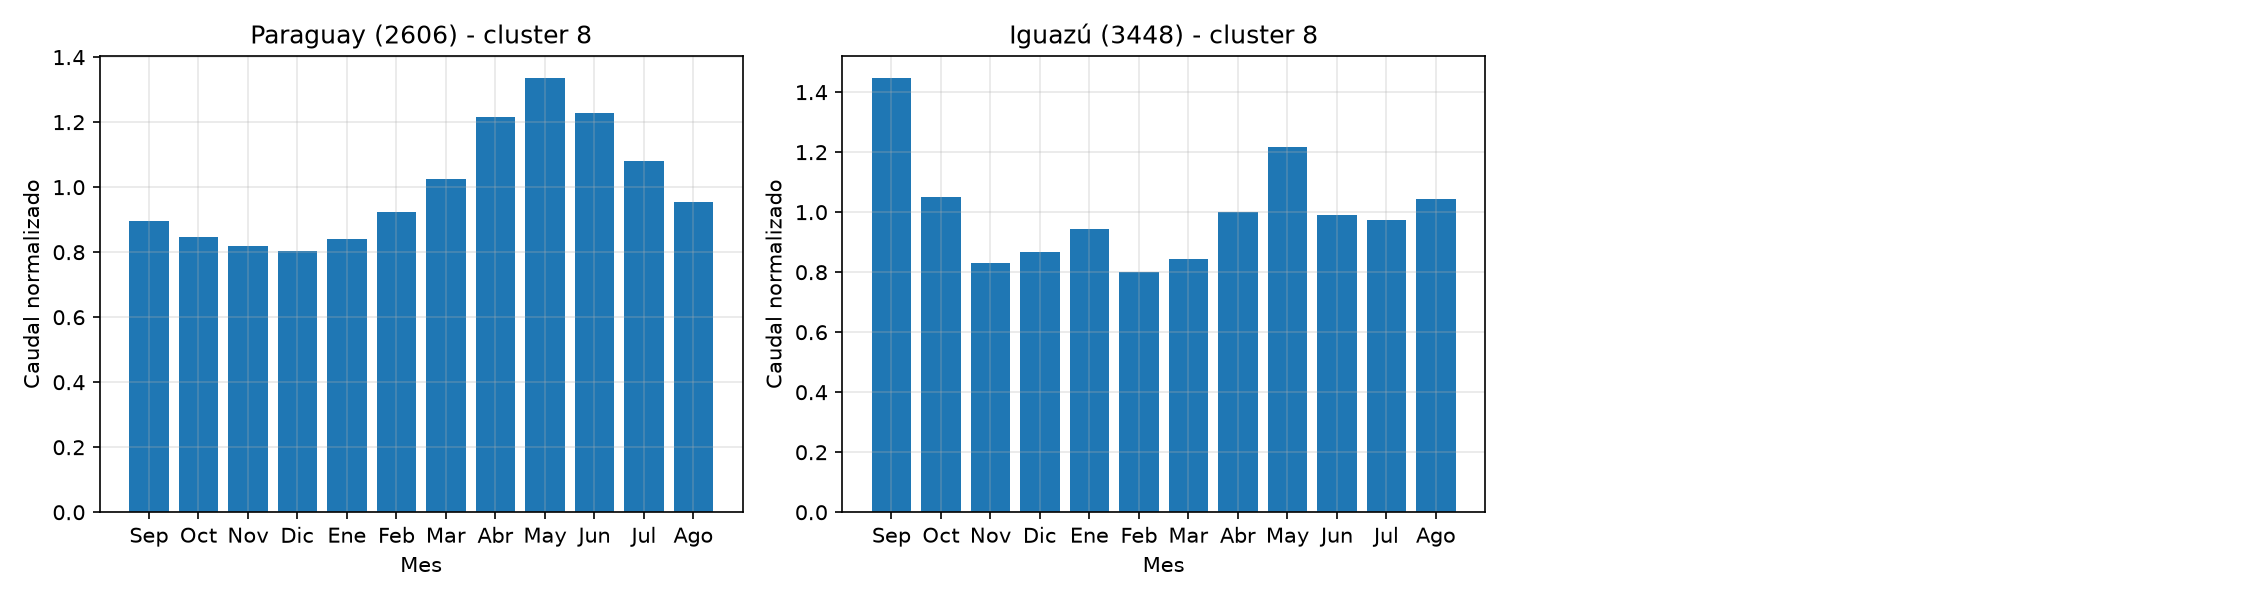 Paraguay (2606) - cluster 8
Caudal normalizado
1.4
1.2
1.0
0.8
0.6
0.4
0.2
0.0
Sep Oct Nov Dic Ene Feb Mar Abr May Jun Jul Ago
Mes
Iguazú (3448) - cluster 8
Caudal normalizado
1.4
1.2
1.0
0.8
0.6
0.4
0.2
0.0
Sep Oct Nov Dic Ene Feb Mar Abr May Jun Jul Ago
Mes